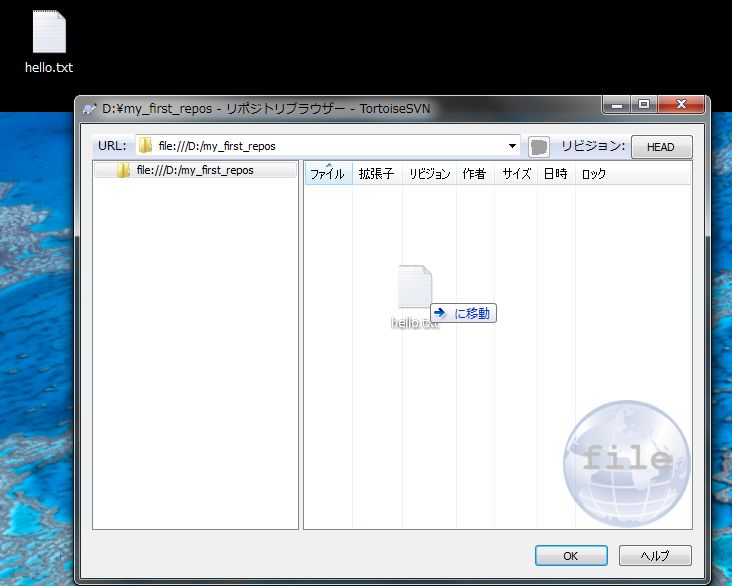 hello.txt
D:¥my_first_repos - リポジトリブラウザー - TortoiseSVN
URL: file:///D:/my_first_repos リビジョン: HEAD
file:///D:/my_first_repos
ファイル 拡張子 リビジョン 作者 サイズ 日時 ロック
hello.txt
に移動
file
OK ヘルプ